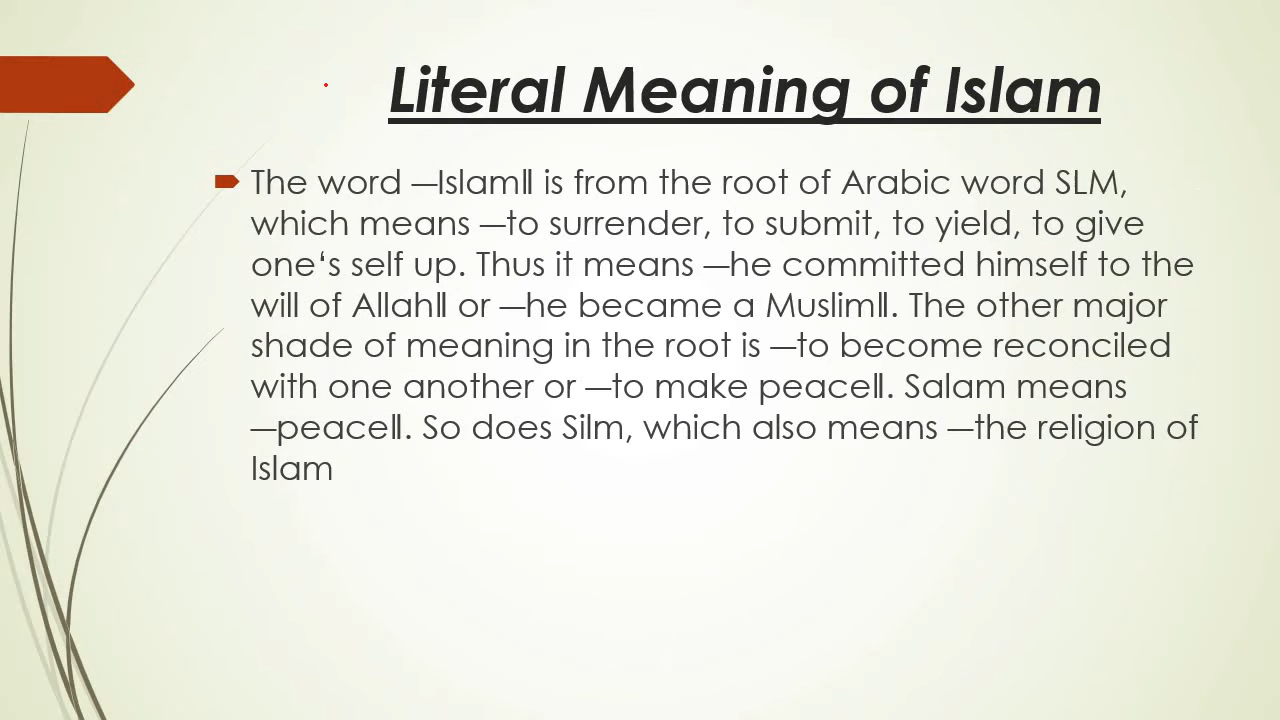 Literal Meaning of Islam
The word ―Islam‖ is from the root of Arabic word SLM,
which means ―to surrender, to submit, to yield, to give
one‘s self up. Thus it means ―he committed himself to the
will of Allah‖ or ―he became a Muslim‖. The other major
shade of meaning in the root is ―to become reconciled
with one another or ―to make peace‖. Salam means
―peace‖. So does Silm, which also means ―the religion of
Islam